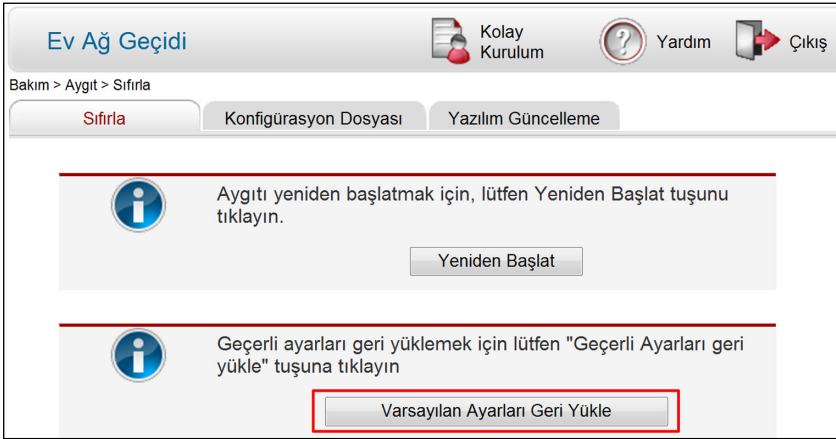 Ev Ağ Geçidi
Kolay
Kurulum
Yardım
Çıkış
Bakım > Aygıt > Sıfırla
Sıfırla
Konfigürasyon Dosyası
Yazılım Güncelleme
Aygıtı yeniden başlatmak için, lütfen Yeniden Başlat tuşunu
tıklayın.
Yeniden Başlat
Geçerli ayarları geri yüklemek için lütfen "Geçerli Ayarları geri
yükle" tuşuna tıklayın
Varsayılan Ayarları Geri Yükle